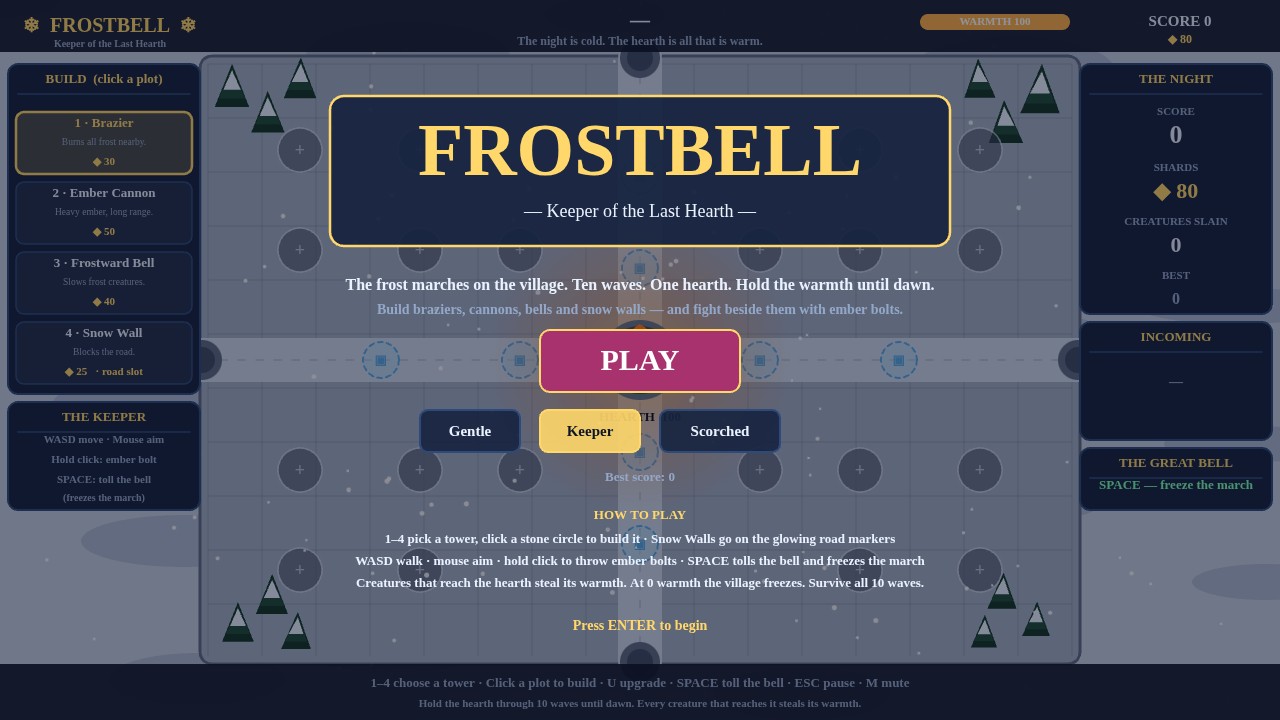 ❄ FROSTBELL ❄
Keeper of the Last Hearth
—
The night is cold. The hearth is all that is warm.
WARMTH 100
SCORE 0
◆ 80
BUILD (click a plot)
1 · Brazier
Burns all frost nearby.
◆ 30
2 · Ember Cannon
Heavy ember, long range.
◆ 50
3 · Frostward Bell
Slows frost creatures.
◆ 40
4 · Snow Wall
Blocks the road.
◆ 25 · road slot
THE KEEPER
WASD move · Mouse aim
Hold click: ember bolt
SPACE: toll the bell
(freezes the march)
FROSTBELL
— Keeper of the Last Hearth —
The frost marches on the village. Ten waves. One hearth. Hold the warmth until dawn.
Build braziers, cannons, bells and snow walls — and fight beside them with ember bolts.
PLAY
HEARTH 100
Gentle
Keeper
Scorched
Best score: 0
HOW TO PLAY
1–4 pick a tower, click a stone circle to build it · Snow Walls go on the glowing road markers
WASD walk · mouse aim · hold click to throw ember bolts · SPACE tolls the bell and freezes the march
Creatures that reach the hearth steal its warmth. At 0 warmth the village freezes. Survive all 10 waves.
Press ENTER to begin
THE NIGHT
SCORE
0
SHARDS
◆ 80
CREATURES SLAIN
0
BEST
0
INCOMING
—
THE GREAT BELL
SPACE — freeze the march
1–4 choose a tower · Click a plot to build · U upgrade · SPACE toll the bell · ESC pause · M mute
Hold the hearth through 10 waves until dawn. Every creature that reaches it steals its warmth.